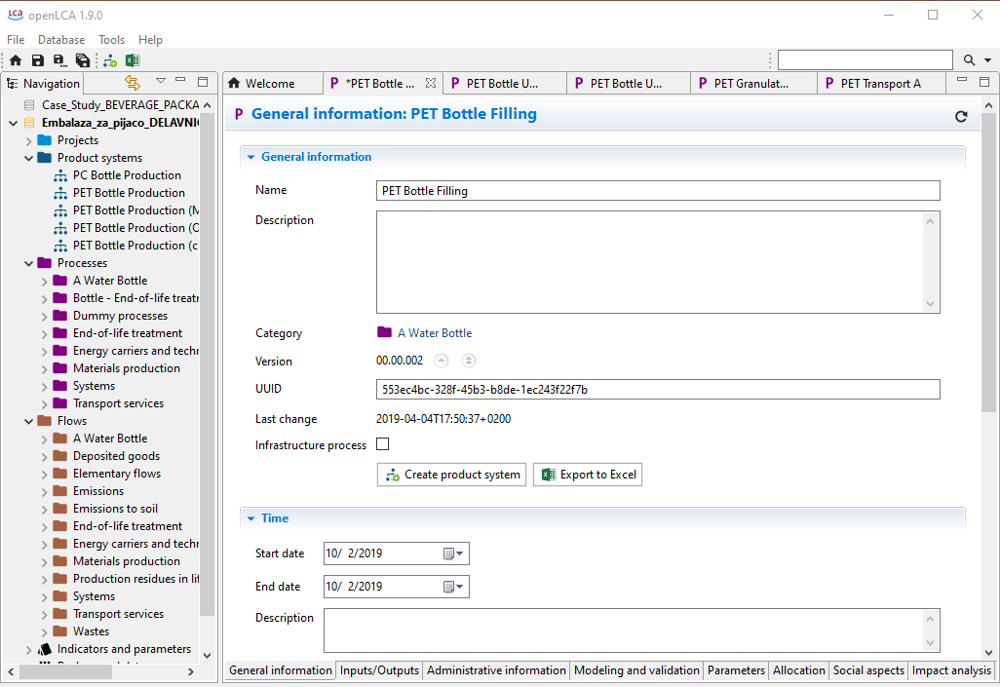 LCA openLCA 1.9.0
File Database Tools Help
Navigation
Case_Study_BEVERAGE_PACKA
Embalaza_za_pijaco_DELAVNI
Projects
Product systems
PC Bottle Production
PET Bottle Production
PET Bottle Production (M
PET Bottle Production (C
PET Bottle Production (c
Processes
A Water Bottle
Bottle - End-of-life treatr
Dummy processes
End-of-life treatment
Energy carriers and techr
Materials production
Systems
Transport services
Flows
A Water Bottle
Deposited goods
Elementary flows
Emissions
Emissions to soil
End-of-life treatment
Energy carriers and techr
Materials production
Production residues in lif
Systems
Transport services
Wastes
Indicators and parameters
Welcome
P *PET Bottle ...
P PET Bottle U...
P PET Bottle U...
P PET Granulat...
P PET Transport A
P General information: PET Bottle Filling
General information
Name PET Bottle Filling
Description
Category A Water Bottle
Version 00.00.002
UUID 553ec4bc-328f-45b3-b8de-1ec243f22f7b
Last change 2019-04-04T17:50:37+0200
Infrastructure process
Create product system Export to Excel
Time
Start date 10/ 2/2019
End date 10/ 2/2019
Description
General information Inputs/Outputs Administrative information Modeling and validation Parameters Allocation Social aspects Impact analysis